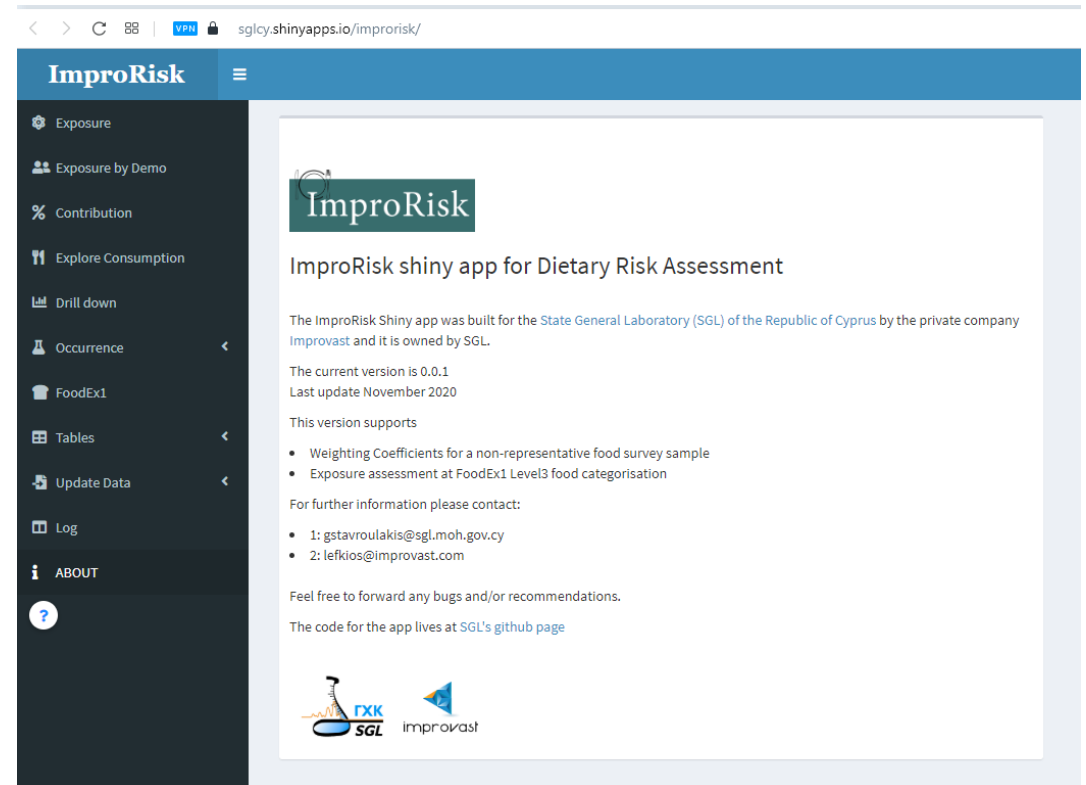 VPN sglcy.shinyapps.io/improrisk/
ImproRisk
Exposure
Exposure by Demo
Contribution
Explore Consumption
Drill down
Occurrence
FoodEx1
Tables
Update Data
Log
ABOUT
?
ImproRisk
ImproRisk shiny app for Dietary Risk Assessment
The ImproRisk Shiny app was built for the State General Laboratory (SGL) of the Republic of Cyprus by the private company
Improvast and it is owned by SGL.
The current version is 0.0.1
Last update November 2020
This version supports
• Weighting Coefficients for a non-representative food survey sample
• Exposure assessment at FoodEx1 Level3 food categorisation
For further information please contact:
• 1: gstavroulakis@sgl.moh.gov.cy
• 2: lefkios@improvast.com
Feel free to forward any bugs and/or recommendations.
The code for the app lives at SGL's github page
ΓΧΚ
SGL
improvast